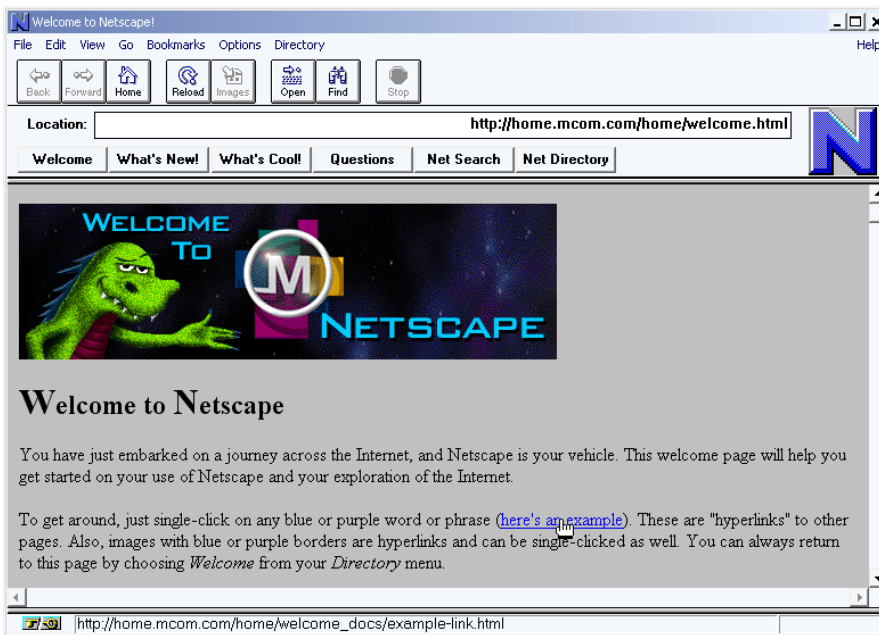 Welcome to Netscape!
File Edit View Go Bookmarks Options Directory Help
Back Forward Home Reload Images Open Find Stop
Location: http://home.mcom.com/home/welcome.html
Welcome What's New! What's Cool! Questions Net Search Net Directory
WELCOME
TO
M
NETSCAPE
Welcome to Netscape
You have just embarked on a journey across the Internet, and Netscape is your vehicle. This welcome page will help you
get started on your use of Netscape and your exploration of the Internet.
To get around, just single-click on any blue or purple word or phrase (here's an example). These are "hyperlinks" to other
pages. Also, images with blue or purple borders are hyperlinks and can be single-clicked as well. You can always return
to this page by choosing Welcome from your Directory menu.
http://home.mcom.com/home/welcome_docs/example-link.html